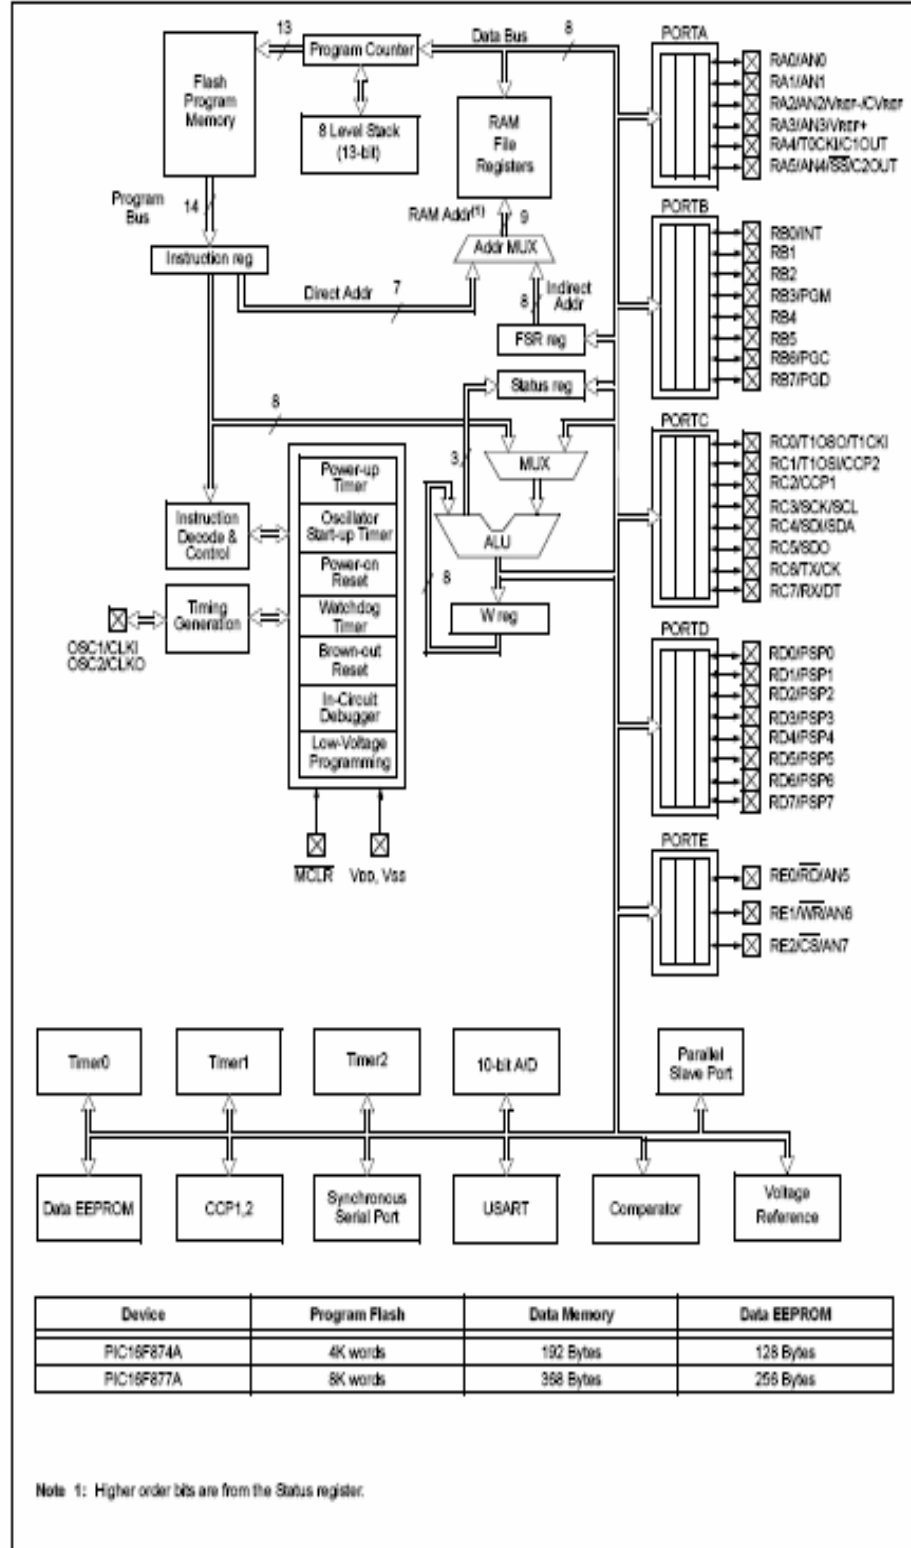 13
Program Counter
Data Bus
8
Flash
Program
Memory
8 Level Stack
(13-bit)
RAM
File
Registers
Program
Bus
14
RAM Addr(1)
9
Addr MUX
Instruction reg
Direct Addr
7
8
Indirect
Addr
FSR reg
Status reg
8
3
MUX
Power-up
Timer
Instruction
Decode &
Control
Oscillator
Start-up Timer
ALU
Power-on
Reset
8
Timing
Generation
Watchdog
Timer
W reg
OSC1/CLKI
OSC2/CLKO
Brown-out
Reset
In-Circuit
Debugger
Low-Voltage
Programming
MCLR
VDD, VSS
PORTA
RA0/AN0
RA1/AN1
RA2/AN2/VREF-/CVREF
RA3/AN3/VREF+
RA4/T0CKI/C1OUT
RA5/AN4/SS/C2OUT
PORTB
RB0/INT
RB1
RB2
RB3/PGM
RB4
RB5
RB6/PGC
RB7/PGD
PORTC
RC0/T1OSO/T1CKI
RC1/T1OSI/CCP2
RC2/CCP1
RC3/SCK/SCL
RC4/SDI/SDA
RC5/SDO
RC6/TX/CK
RC7/RX/DT
PORTD
RD0/PSP0
RD1/PSP1
RD2/PSP2
RD3/PSP3
RD4/PSP4
RD5/PSP5
RD6/PSP6
RD7/PSP7
PORTE
RE0/RD/AN5
RE1/WR/AN6
RE2/CS/AN7
Timer0
Timer1
Timer2
10-bit A/D
Parallel
Slave Port
Data EEPROM
CCP1,2
Synchronous
Serial Port
USART
Comparator
Voltage
Reference
Device Program Flash Data Memory Data EEPROM
PIC16F874A 4K words 192 Bytes 128 Bytes
PIC16F877A 8K words 368 Bytes 256 Bytes
Note 1: Higher order bits are from the Status register.